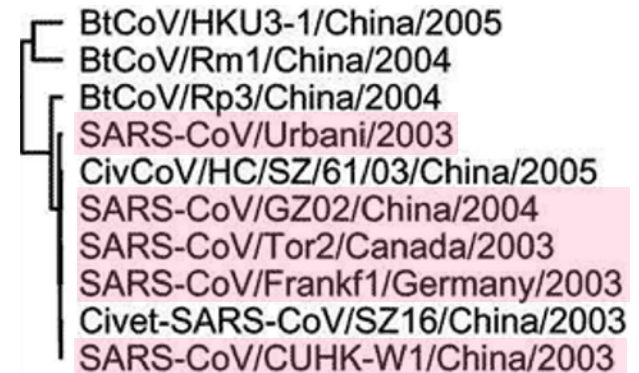 BtCoV/HKU3-1/China/2005
BtCoV/Rm1/China/2004
BtCoV/Rp3/China/2004
SARS-CoV/Urbani/2003
CivCoV/HC/SZ/61/03/China/2005
SARS-CoV/GZ02/China/2004
SARS-CoV/Tor2/Canada/2003
SARS-CoV/Frankf1/Germany/2003
Civet-SARS-CoV/SZ16/China/2003
SARS-CoV/CUHK-W1/China/2003